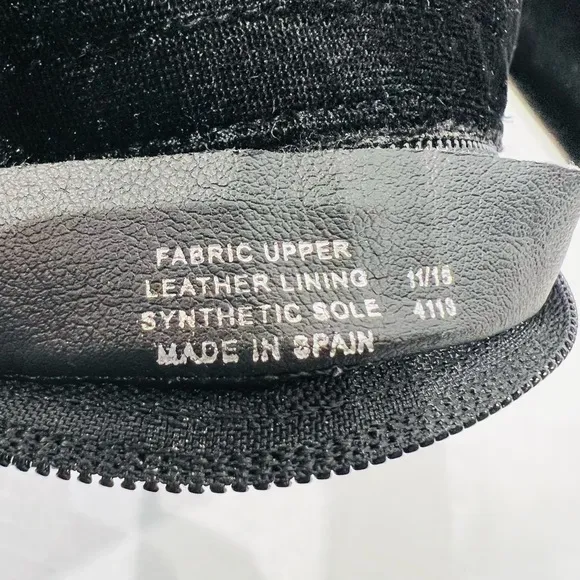 FABRIC UPPER
LEATHER LINING 11/15
SYNTHETIC SOLE 4113
MADE IN SPAIN